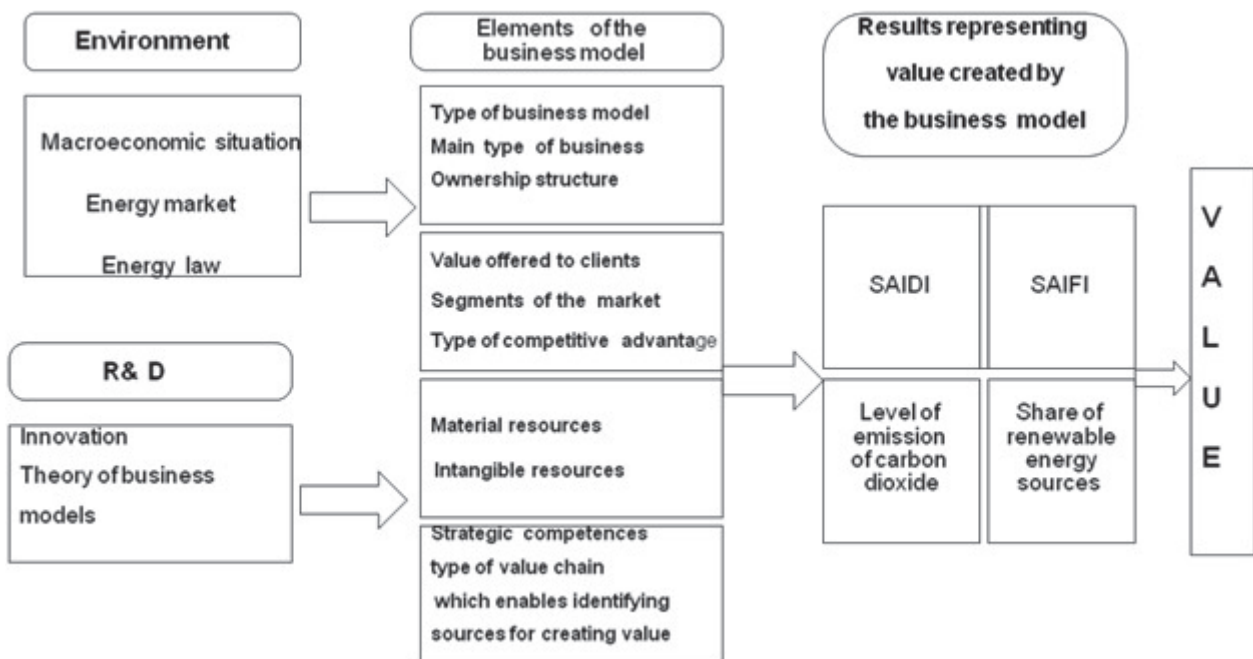 Environment
Macroeconomic situation
Energy market
Energy law
R& D
Innovation
Theory of business
models
Elements of the
business model
Type of business model
Main type of business
Ownership structure
Value offered to clients
Segments of the market
Type of competitive advantage
Material resources
Intangible resources
Strategic competences
type of value chain
which enables identifying
sources for creating value
Results representing
value created by
the business model
SAIDI
SAIFI
Level of
emission
of carbon
dioxide
Share of
renewable
energy
sources
V
A
L
U
E